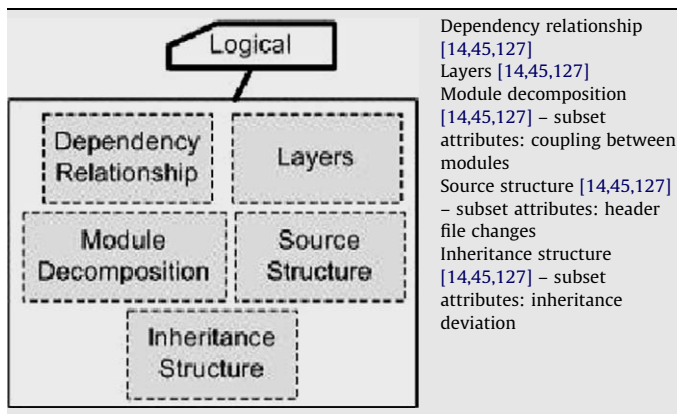 Logical
Dependency
Relationship
Layers
Module
Decomposition
Source
Structure
Inheritance
Structure
Dependency relationship
[14,45,127]
Layers [14,45,127]
Module decomposition
[14,45,127] – subset
attributes: coupling between
modules
Source structure [14,45,127]
– subset attributes: header
file changes
Inheritance structure
[14,45,127] – subset
attributes: inheritance
deviation